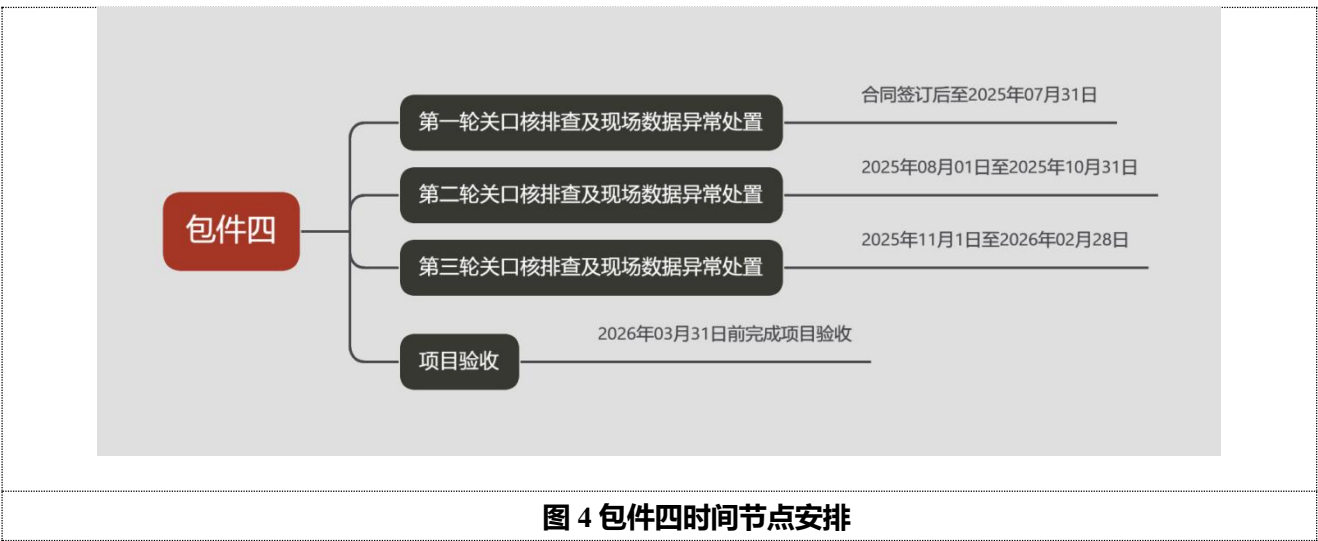 包件四
第一轮关口核排查及现场数据异常处置
合同签订后至2025年07月31日
第二轮关口核排查及现场数据异常处置
2025年08月01日至2025年10月31日
第三轮关口核排查及现场数据异常处置
2025年11月1日至2026年02月28日
项目验收
2026年03月31日前完成项目验收
图 4 包件四时间节点安排